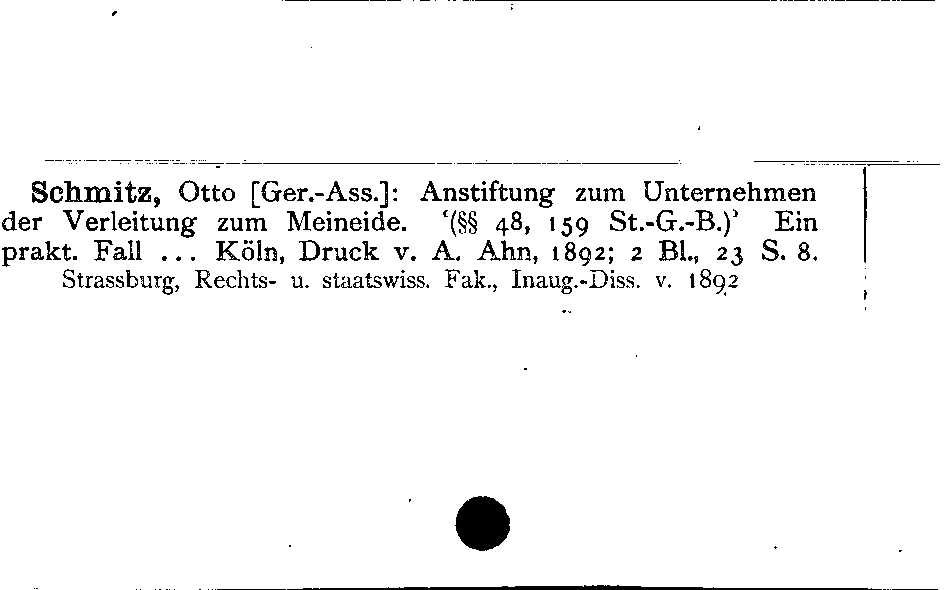 Schmitz, Otto [Ger.-Ass.]: Anstiftung zum Unternehmen
der Verleitung zum Meineide. ‘(§§ 48, 159 St.-G.-B.)’ Ein
prakt. Fall ... Köln, Druck v. A. Ahn, 1892; 2 Bl., 23 S. 8.
Strassburg, Rechts- u. staatswiss. Fak., Inaug.-Diss. v. 1892